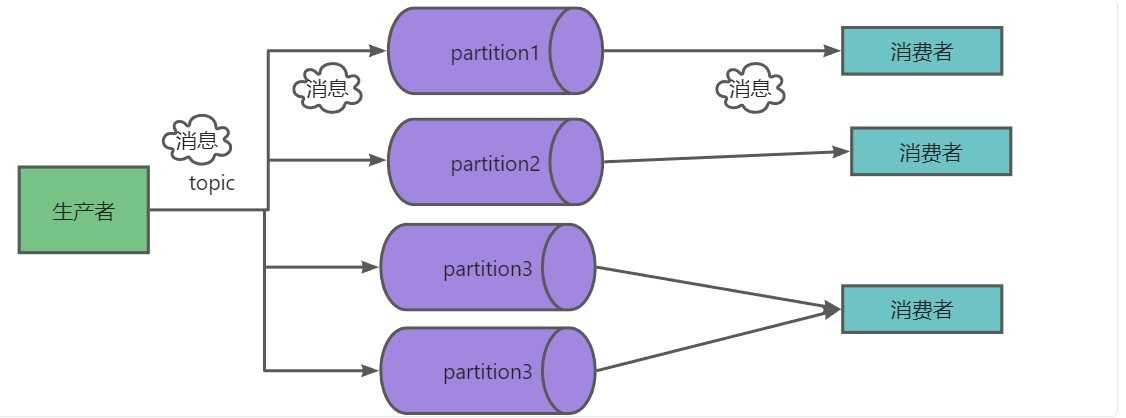 partition1
消费者
消息
消息
消息
topic
partition2
消费者
生产者
partition3
消费者
partition3